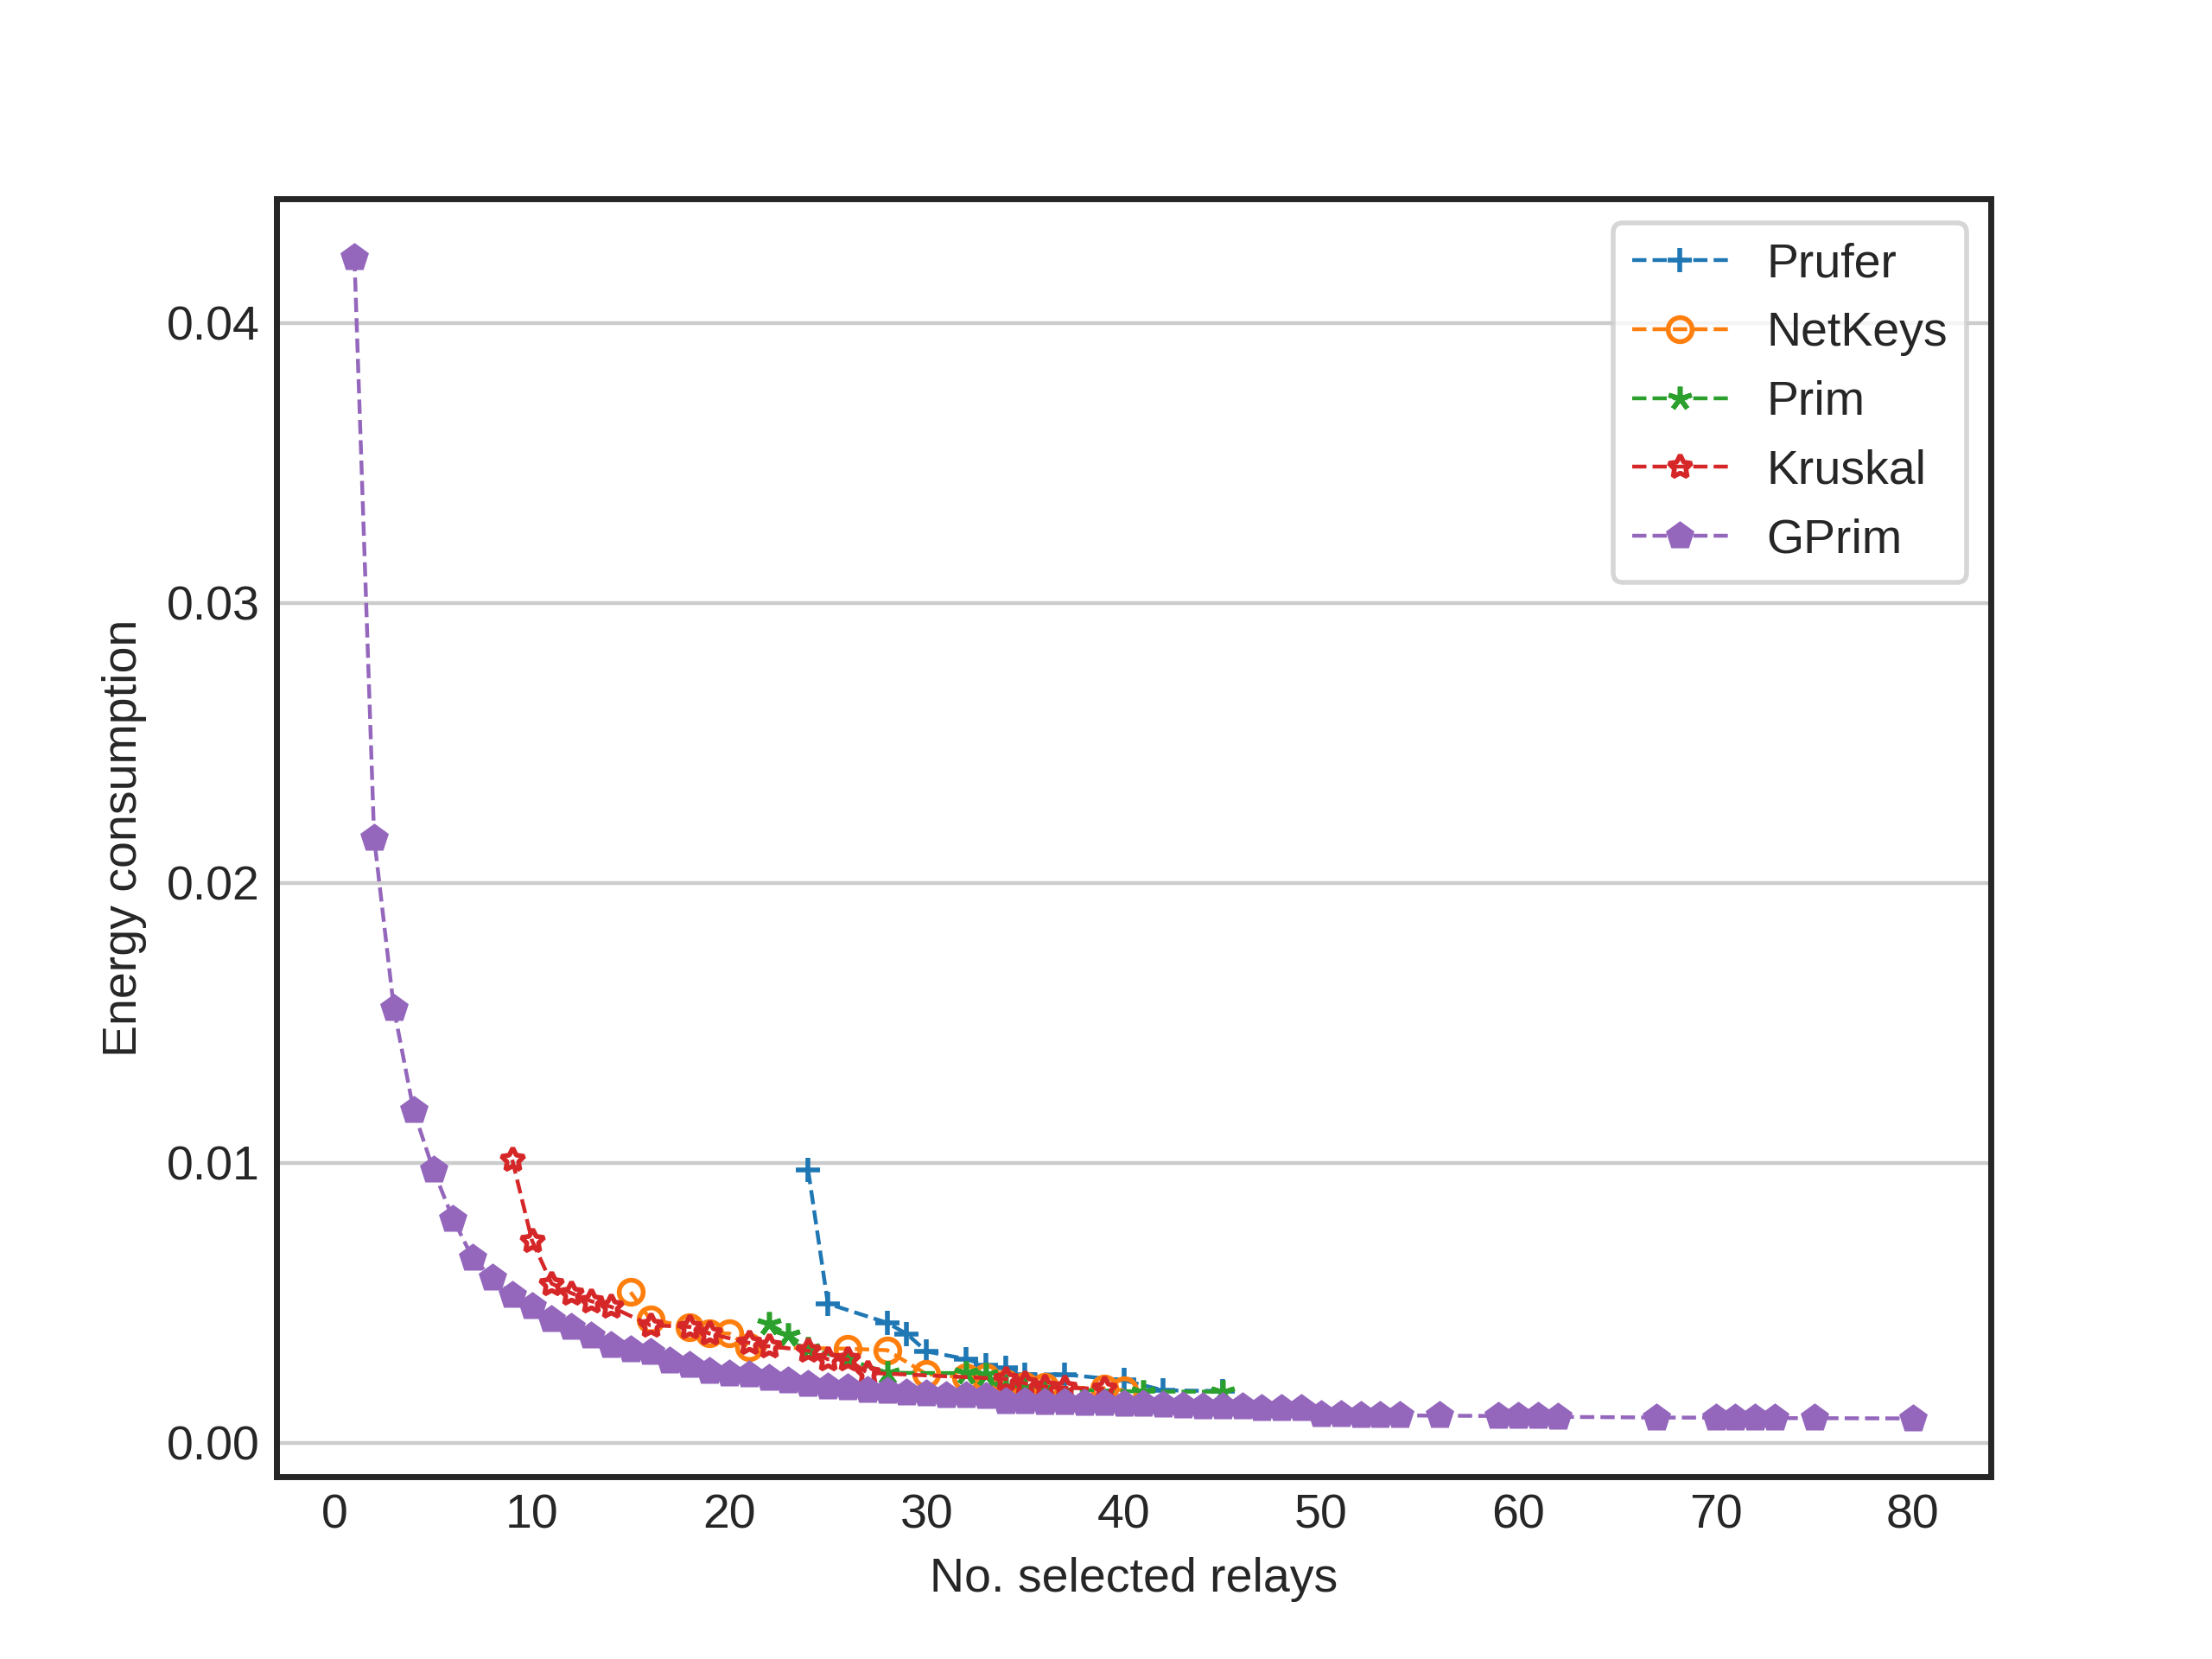 Prufer
NetKeys
Prim
Kruskal
GPrim
0.04
0.03
0.02
0.01
0.00
Energy consumption
0 10 20 30 40 50 60 70 80
No. selected relays